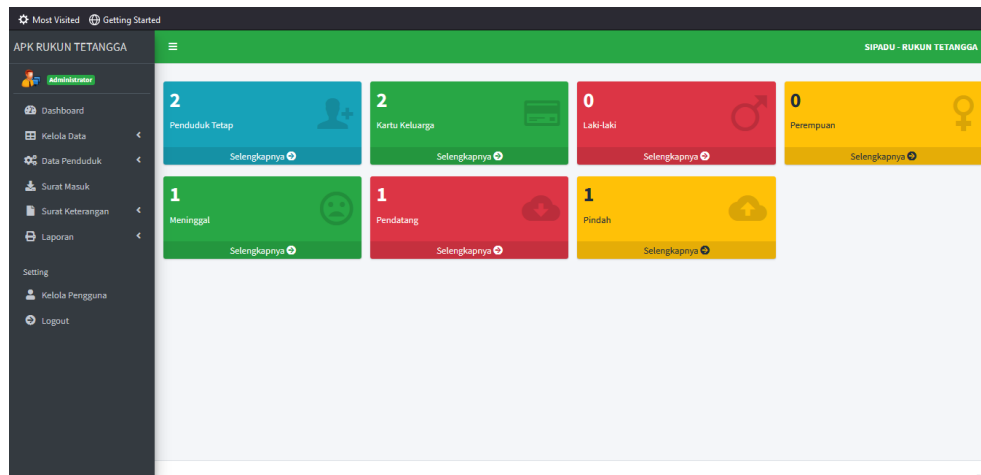 Most Visited Getting Started
APK RUKUN TETANGGA
SIPADU - RUKUN TETANGGA
Administrator
Dashboard
Kelola Data
Data Penduduk
Surat Masuk
Surat Keterangan
Laporan
Setting
Kelola Pengguna
Logout
2
Penduduk Tetap
Selengkapnya
2
Kartu Keluarga
Selengkapnya
0
Laki-laki
Selengkapnya
0
Perempuan
Selengkapnya
1
Meninggal
Selengkapnya
1
Pendatang
Selengkapnya
1
Pindah
Selengkapnya